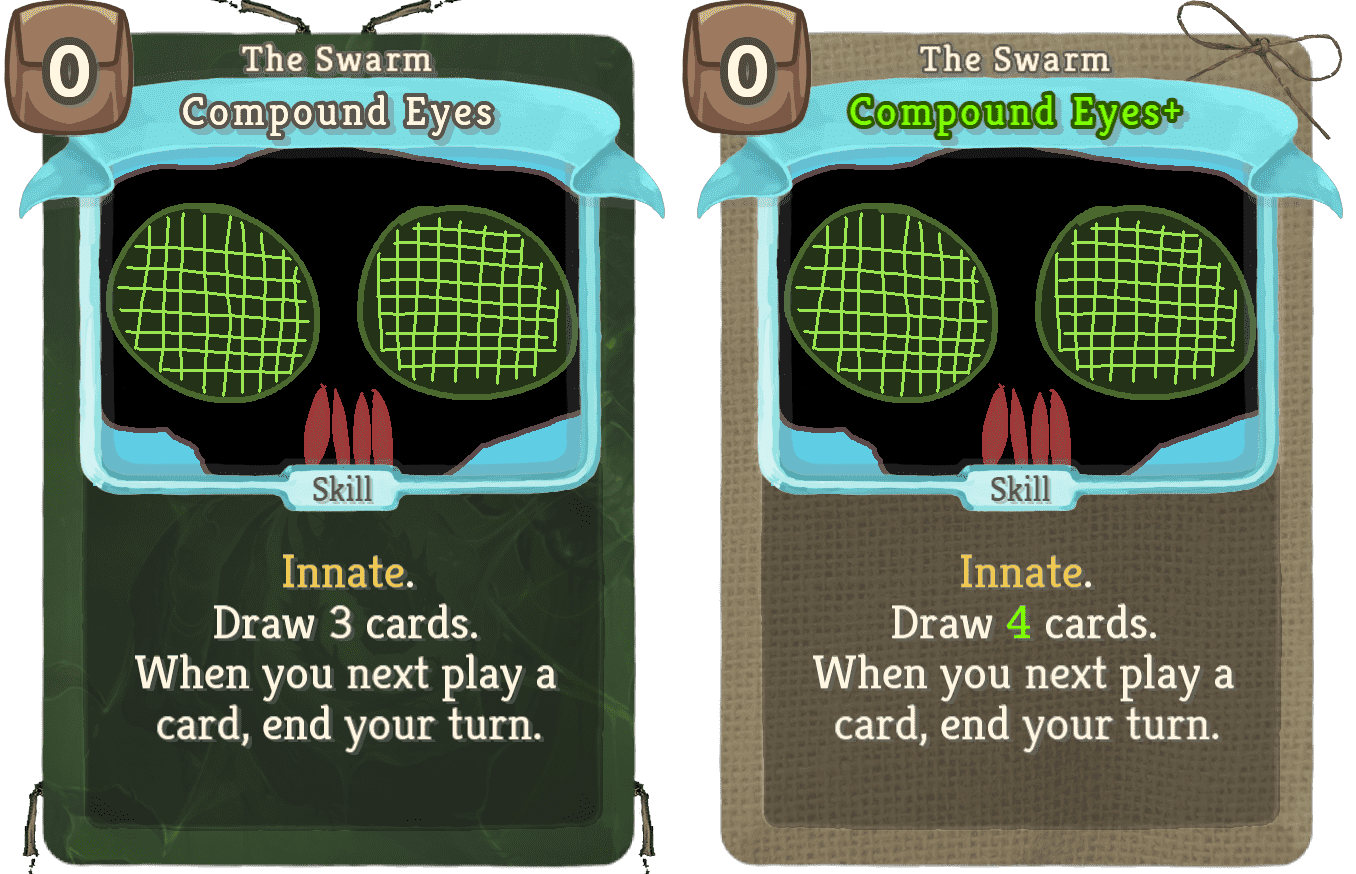 0
The Swarm
Compound Eyes
Skill
Innate.
Draw 3 cards.
When you next play a
card, end your turn.
0
The Swarm
Compound Eyes+
Skill
Innate.
Draw 4 cards.
When you next play a
card, end your turn.